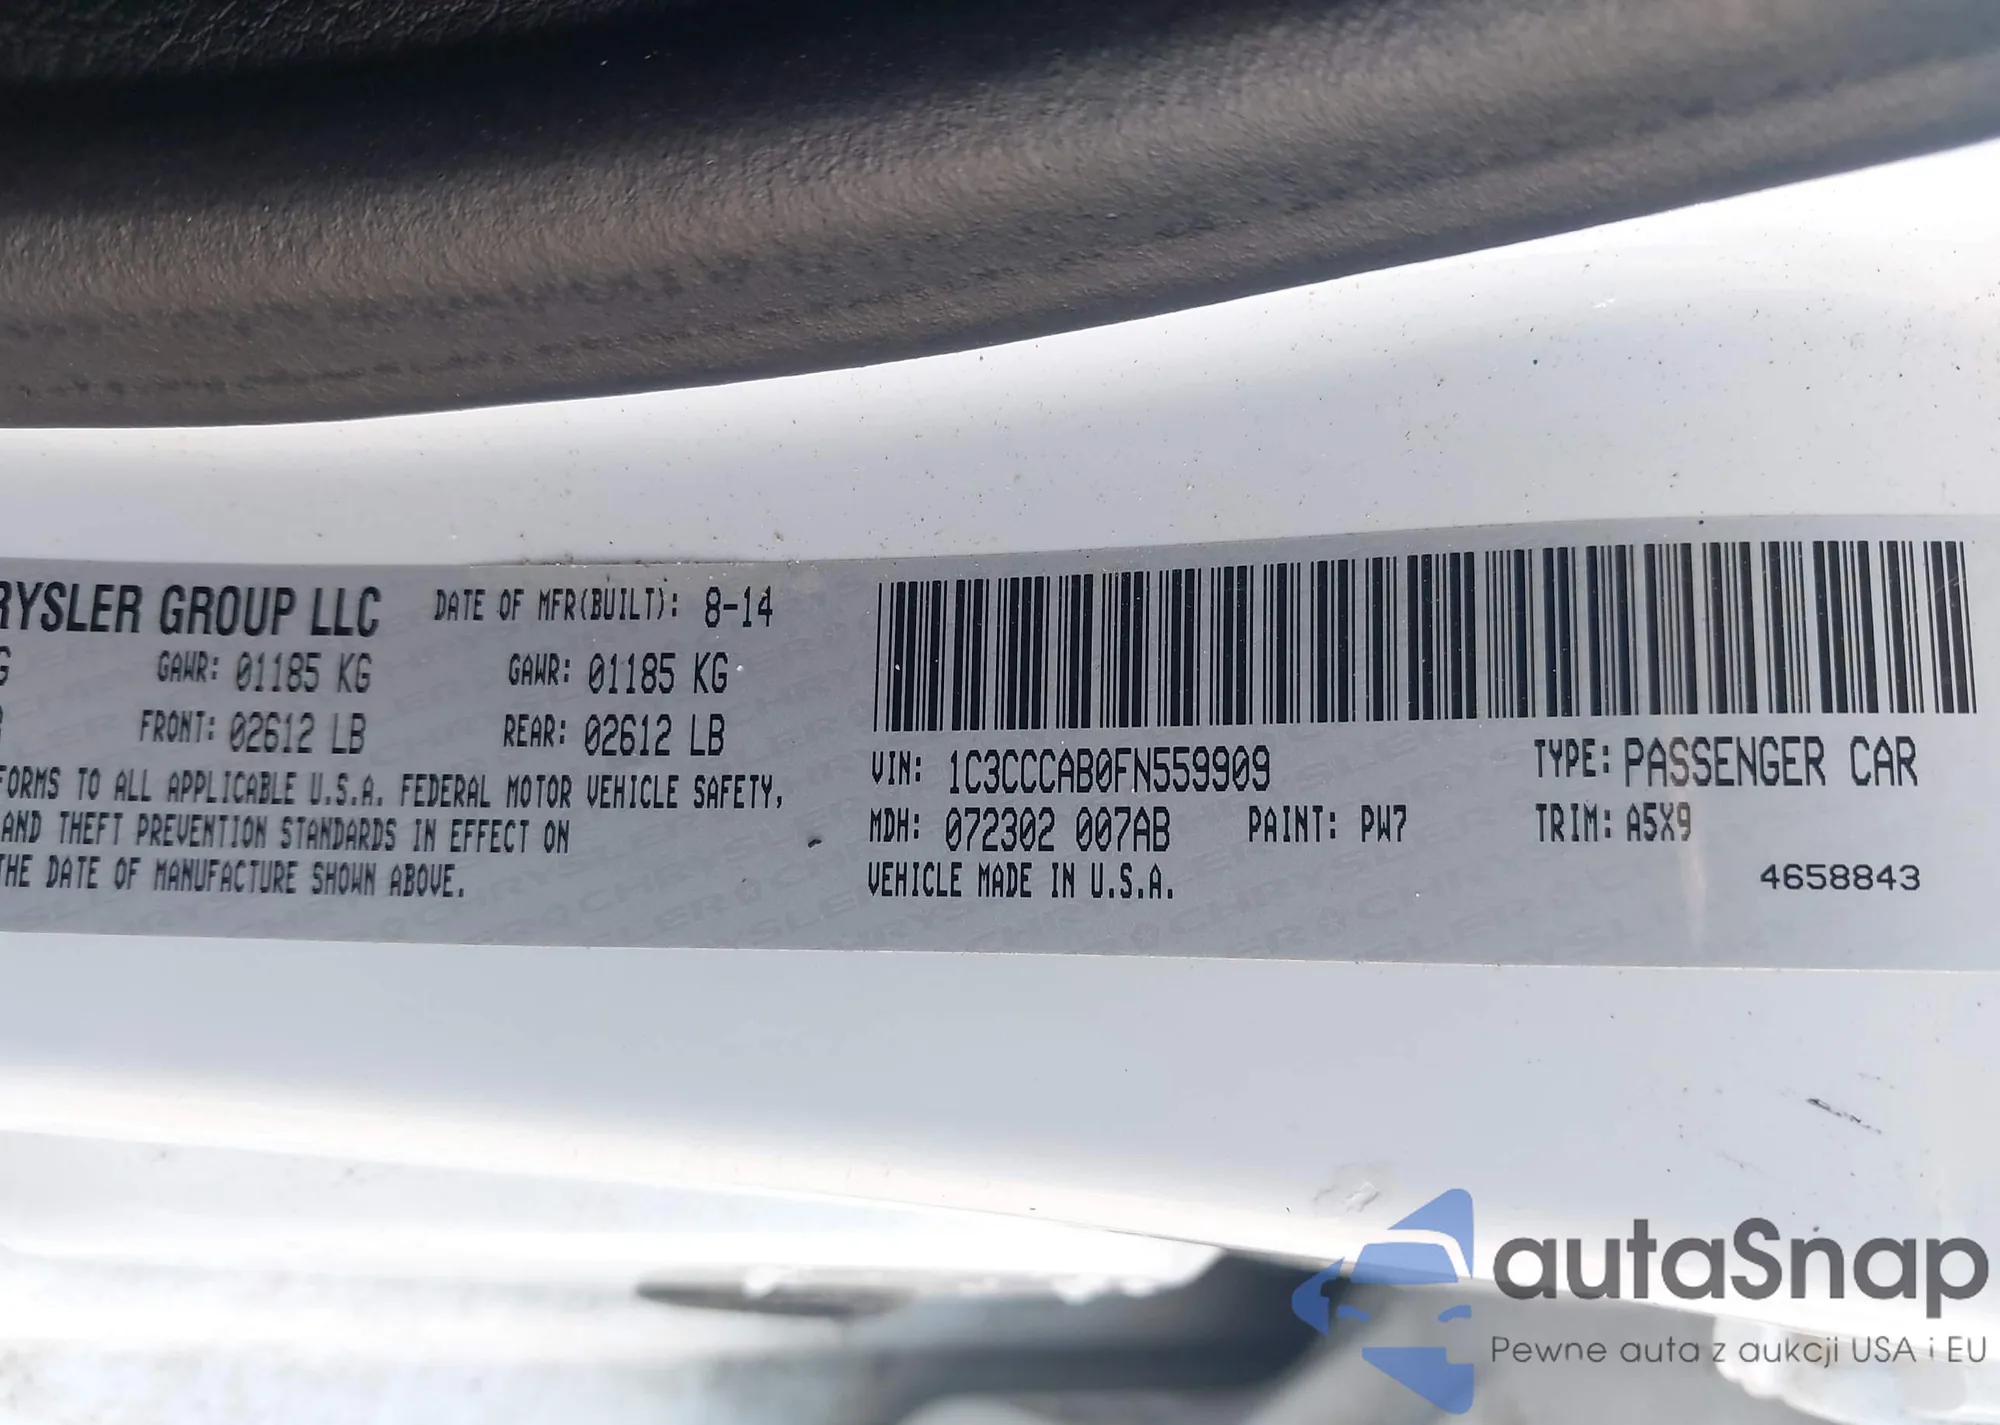 RYSLER GROUP LLC DATE OF MFR(BUILT): 8-14
G GAWR: 01185 KG GAWR: 01185 KG
FRONT: 02612 LB REAR: 02612 LB
FORMS TO ALL APPLICABLE U.S.A. FEDERAL MOTOR VEHICLE SAFETY,
AND THEFT PREVENTION STANDARDS IN EFFECT ON
THE DATE OF MANUFACTURE SHOWN ABOVE.
VIN: 1C3CCCAB0FN559909 TYPE: PASSENGER CAR
MDH: 072302 007AB PAINT: PW7 TRIM: A5X9
VEHICLE MADE IN U.S.A. 4658843
autaSnap
Pewne auta z aukcji USA i EU